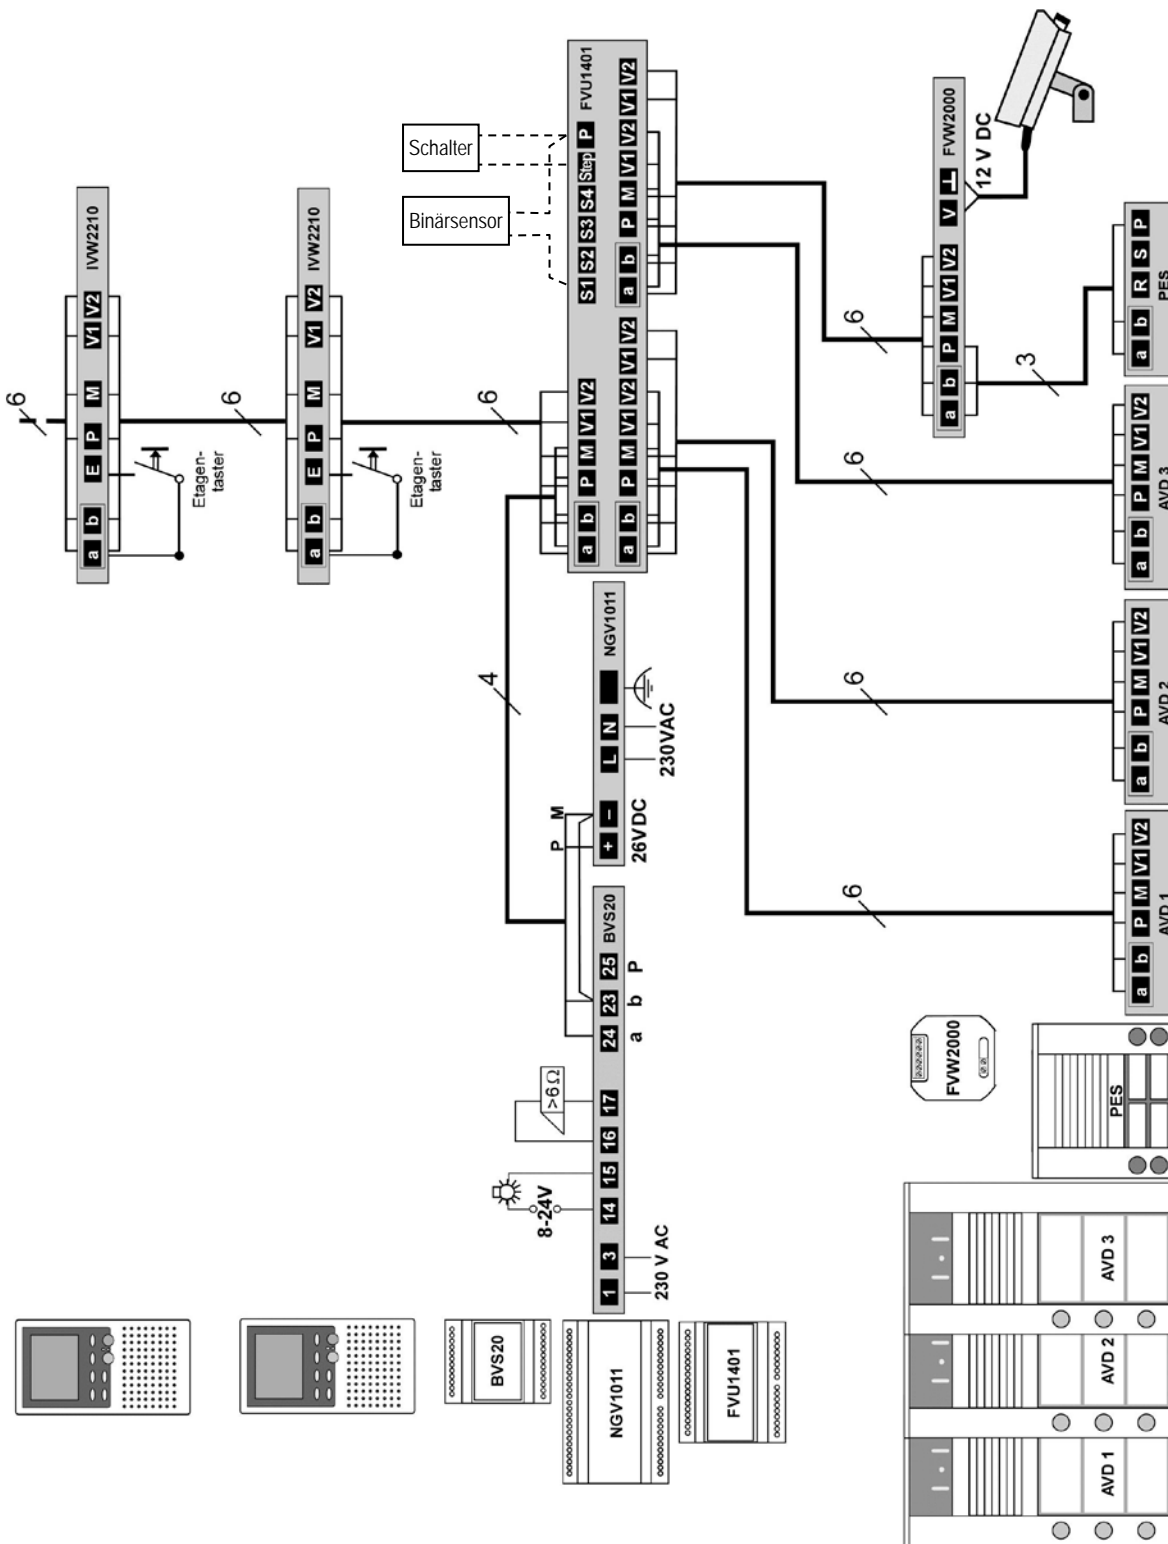 6
IVW2210
a b E P M V1 V2
Etagen-
taster
6
IVW2210
a b E P M V1 V2
Etagen-
taster
6
Schalter
Binärsensor
FVU1401
S1 S2 S3 S4 Step P
a b P M V1 V2
a b P M V1 V2 V1 V2
a b P M V1 V2 V1 V2
4
NGV1011
+ – L N
P M
26VDC
230VAC
BVS20
1 3 14 15 16 17 24 23 25
a b P
230 V AC
8-24V
>6 Ω
6
FVW2000
a b P M V1 V2 V
12 V DC
3
a b R S P
PES
6
a b P M V1 V2
AVD 3
6
a b P M V1 V2
AVD 2
6
a b P M V1 V2
AVD 1
BVS20
NGV1011
FVU1401
FVW2000
PES
AVD 1
AVD 2
AVD 3